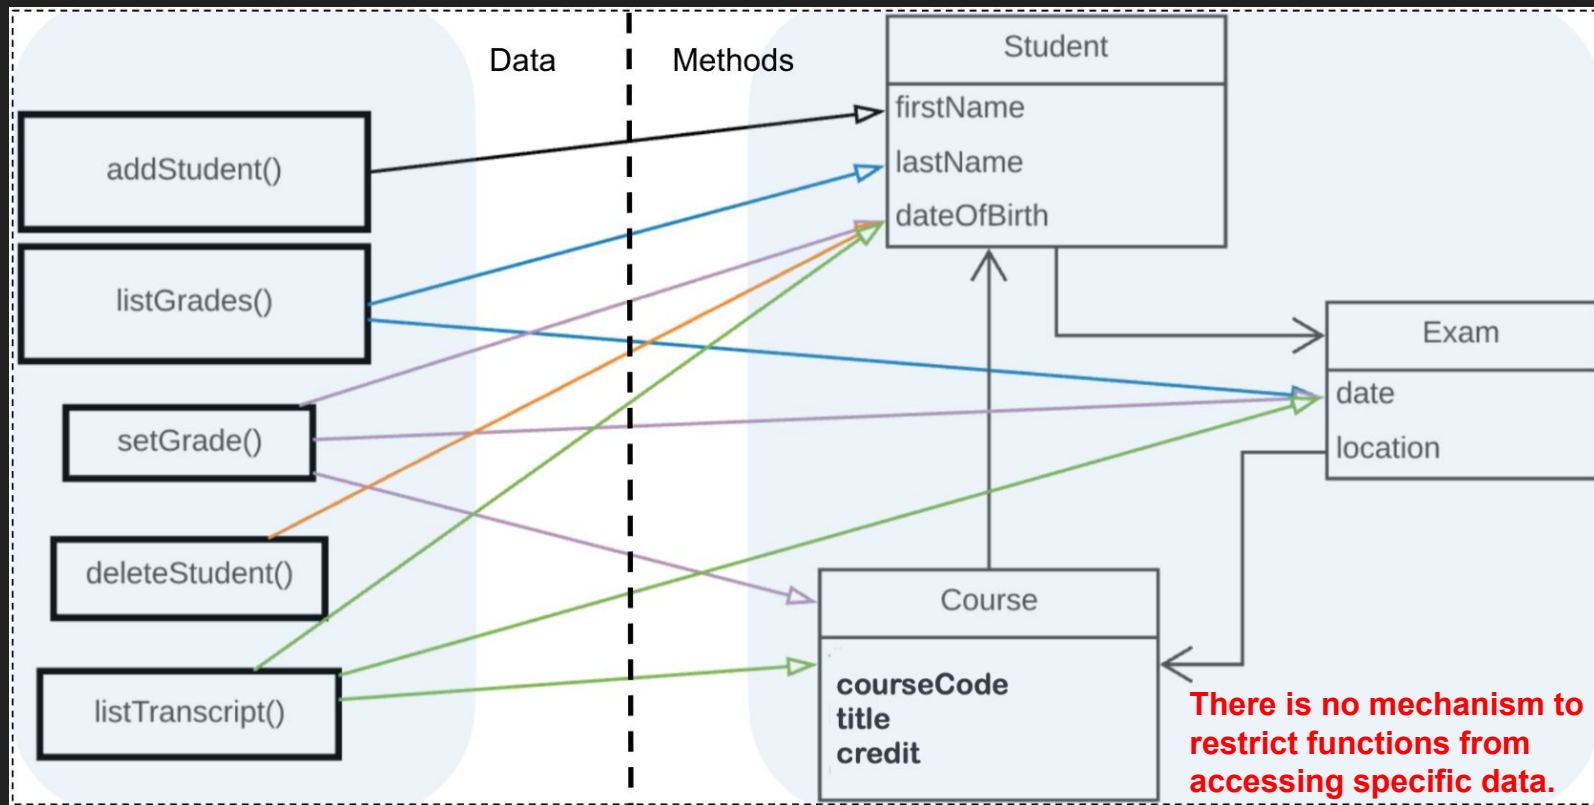 Data
Methods
addStudent()
listGrades()
setGrade()
deleteStudent()
listTranscript()
Student
firstName
lastName
dateOfBirth
Exam
date
location
Course
courseCode
title
credit
There is no mechanism to
restrict functions from
accessing specific data.